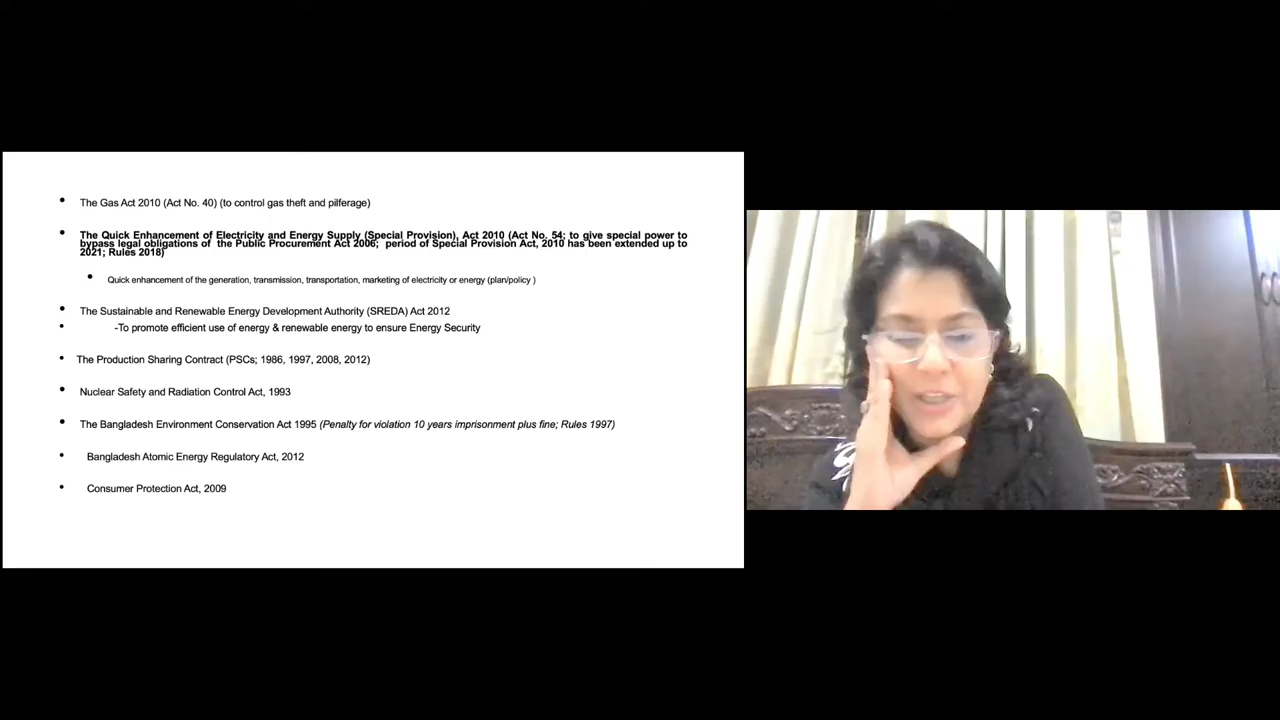 The Gas Act 2010 (Act No. 40) (to control gas theft and pilferage)
The Quick Enhancement of Electricity and Energy Supply (Special Provision), Act 2010 (Act No. 54; to give special power to
bypass legal obligations of the Public Procurement Act 2006; period of Special Provision Act, 2010 has been extended up to
2021; Rules 2018)
Quick enhancement of the generation, transmission, transportation, marketing of electricity or energy (plan/policy )
The Sustainable and Renewable Energy Development Authority (SREDA) Act 2012
-To promote efficient use of energy & renewable energy to ensure Energy Security
The Production Sharing Contract (PSCs; 1986, 1997, 2008, 2012)
Nuclear Safety and Radiation Control Act, 1993
The Bangladesh Environment Conservation Act 1995 (Penalty for violation 10 years imprisonment plus fine; Rules 1997)
Bangladesh Atomic Energy Regulatory Act, 2012
Consumer Protection Act, 2009